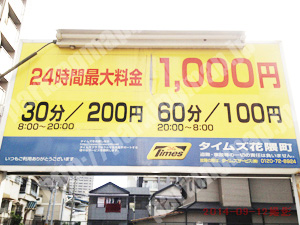 24時間最大料金 1,000円
30分／200円 60分／100円
8:00～20:00 20:00～8:00
Times タイムズ花隈町
いつもご利用ありがとうございます